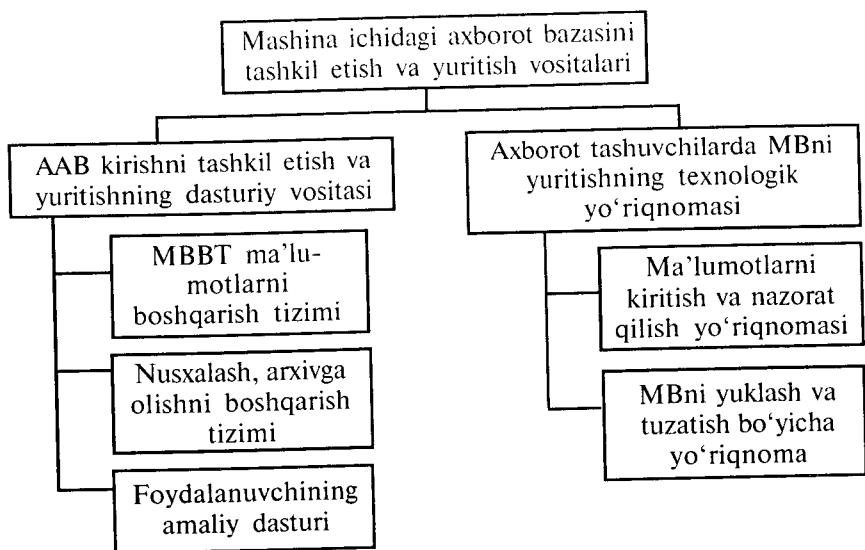 Mashina ichidagi axborot bazasini
tashkil etish va yuritish vositalari
AAB kirishni tashkil etish va
yuritishning dasturiy vositasi
MBBT ma’lu-
motlarni
boshqarish tizimi
Nusxalash, arxivga
olishni boshqarish
tizimi
Foydalanuvchining
amaliy dasturi
Axborot tashuvchilarda MBni
yuritishning texnologik
yo‘riqnomasi
Ma’lumotlarni
kiritish va nazorat
qilish yo‘riqnomasi
MBni yuklash va
tuzatish bo‘yicha
yo‘riqnoma